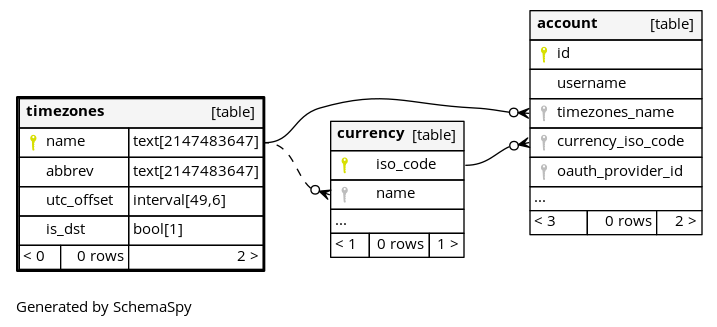 timezones [table]
name text[2147483647]
abbrev text[2147483647]
utc_offset interval[49,6]
is_dst bool[1]
< 0 0 rows 2 >
currency [table]
iso_code
name
...
< 1 0 rows 1 >
account [table]
id
username
timezones_name
currency_iso_code
oauth_provider_id
...
< 3 0 rows 2 >
Generated by SchemaSpy